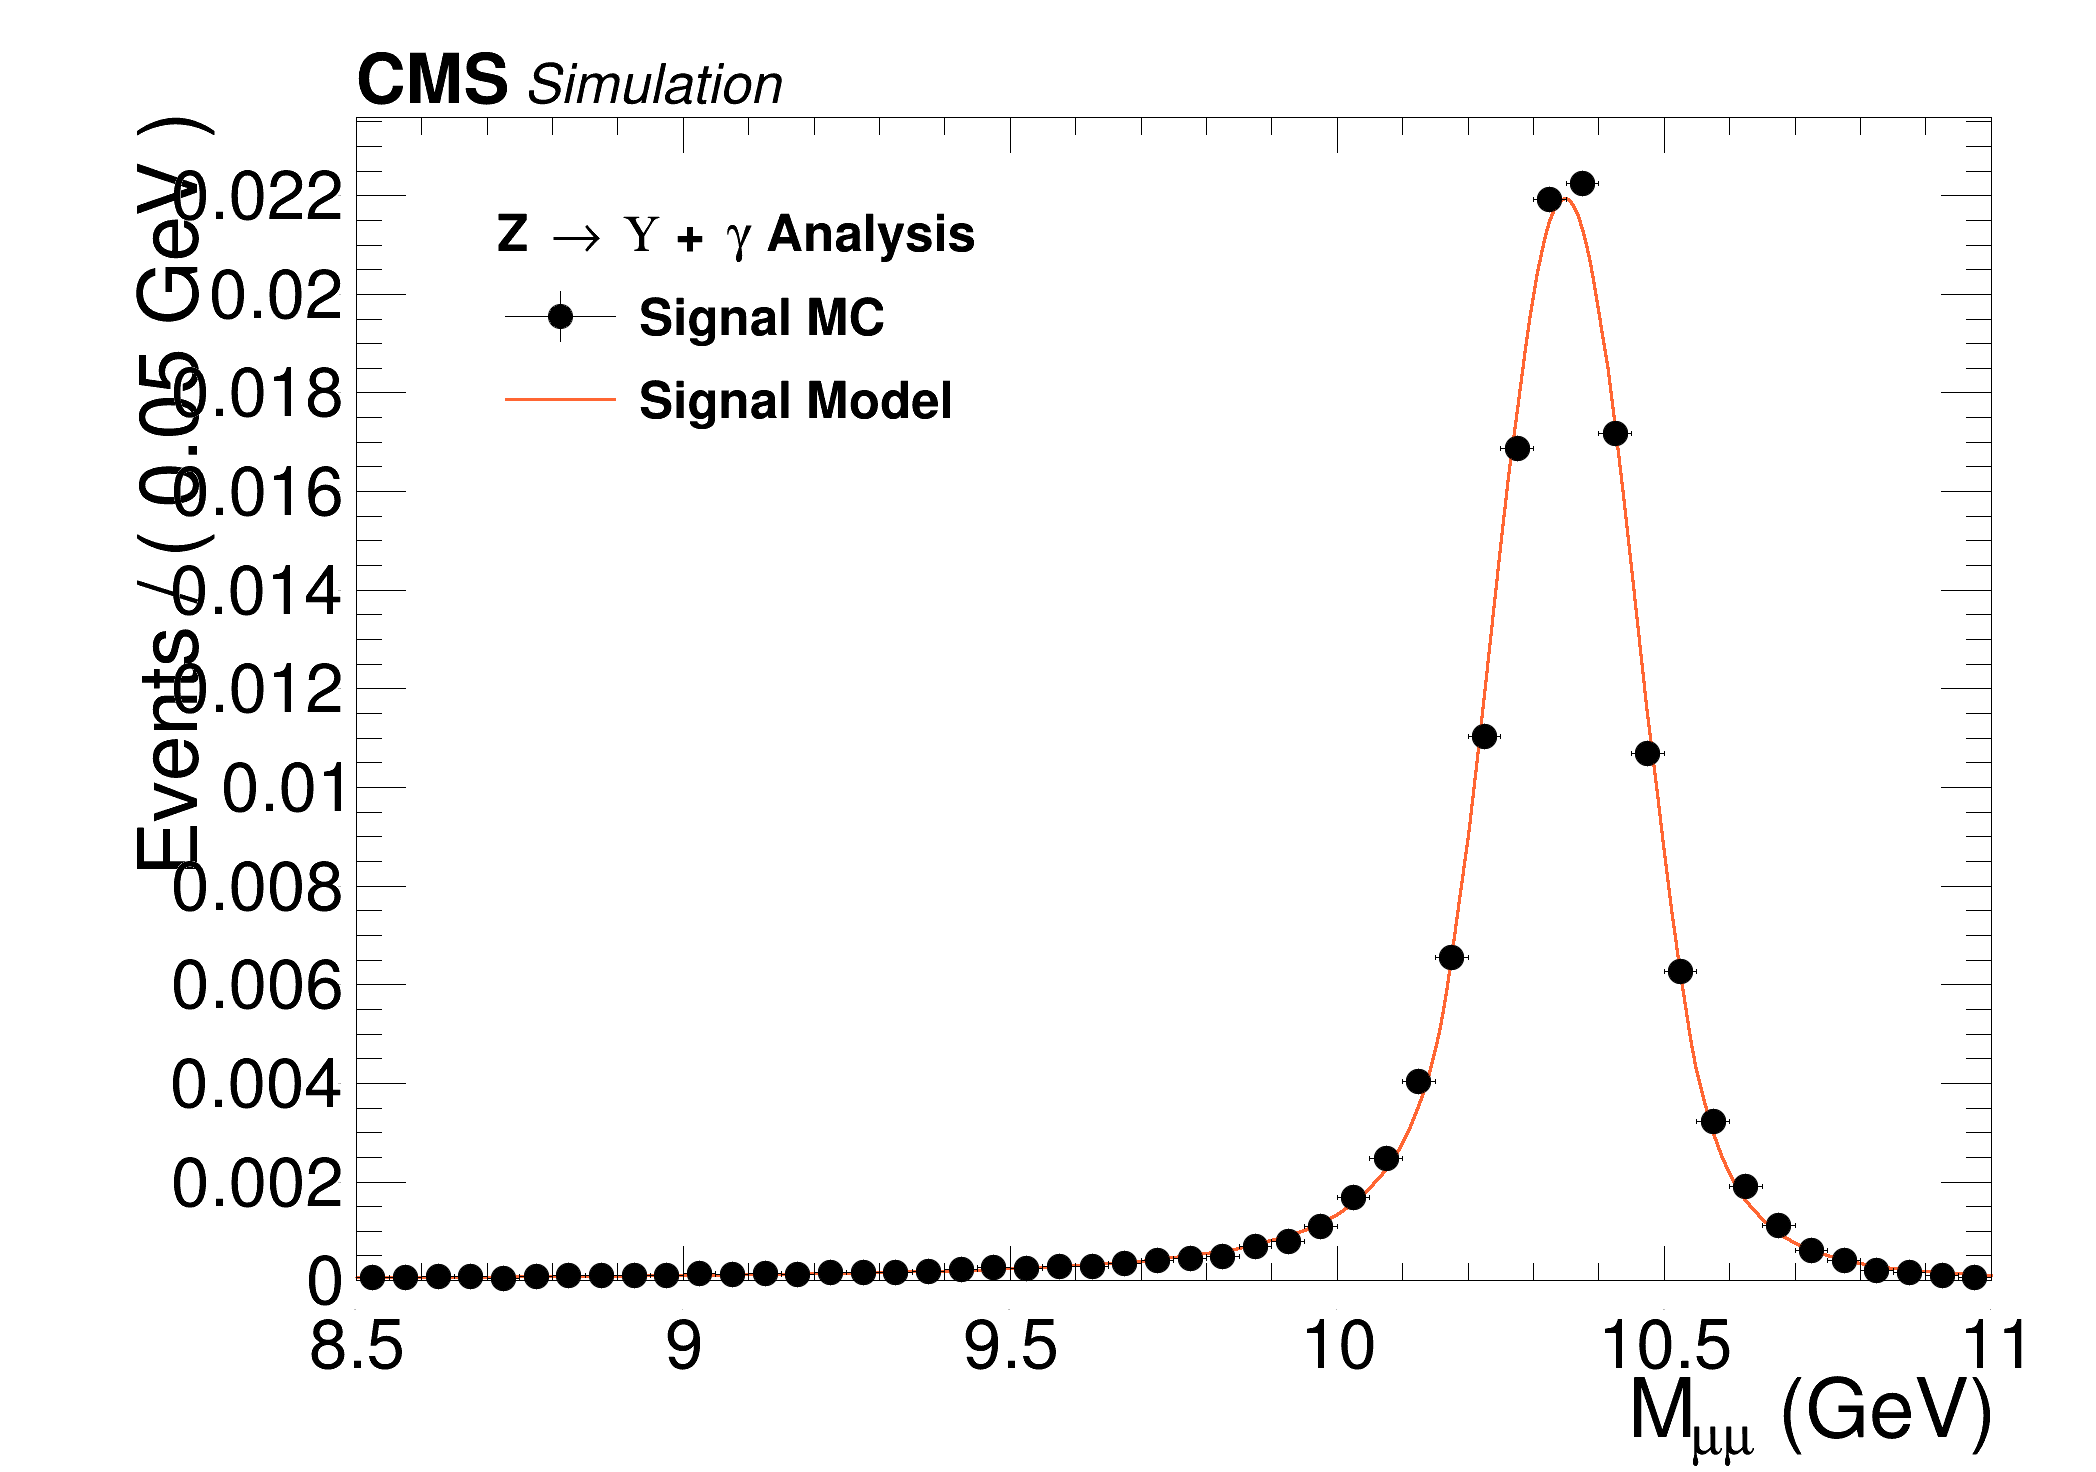 CMS Simulation
Events / ( 0.05 GeV )
0.022
0.02
0.018
0.016
0.014
0.012
0.01
0.008
0.006
0.004
0.002
0
Z → Υ + γ Analysis
Signal MC
Signal Model
8.5 9 9.5 10 10.5 11
Mμμ (GeV)